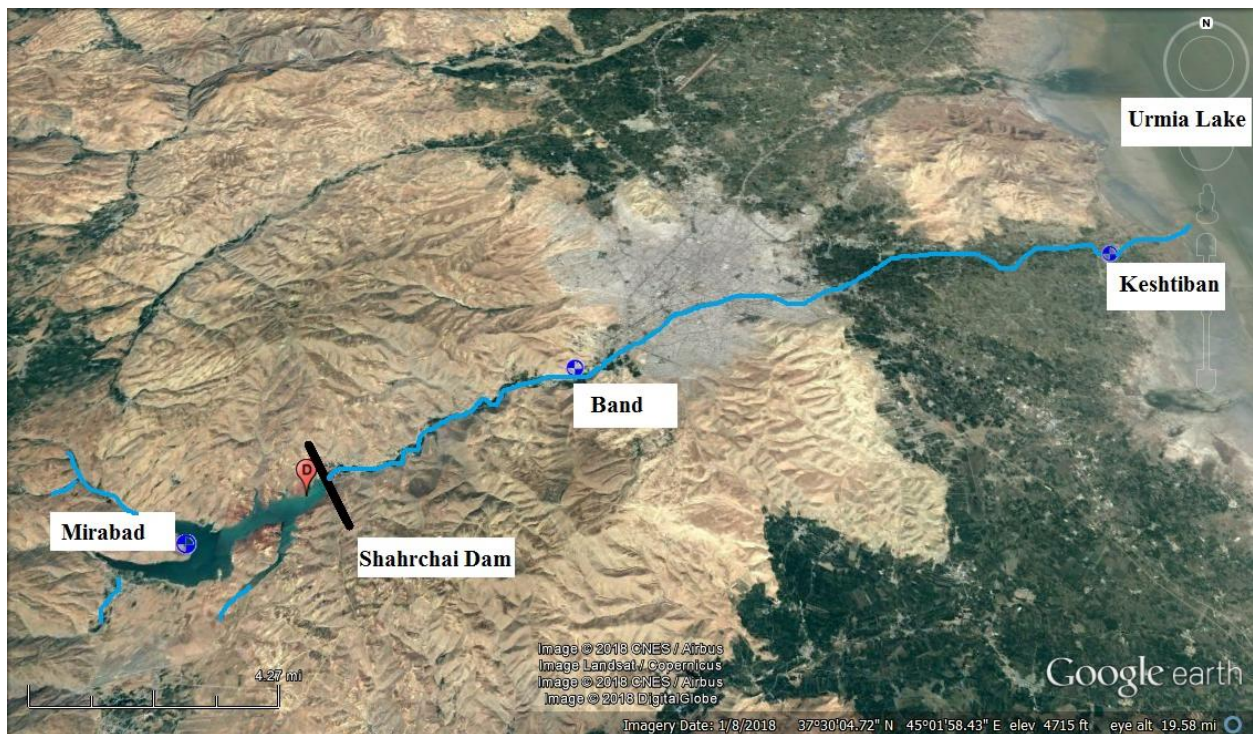 N
Urmia Lake
Keshtiban
Band
D
Mirabad
Shahrchai Dam
4.27 mi
Image © 2018 CNES / Airbus
Image Landsat / Copernicus
Image © 2018 CNES / Airbus
Image © 2018 DigitalGlobe
Google earth
Imagery Date: 1/8/2018 37°30'04.72" N 45°01'58.43" E elev 4715 ft eye alt 19.58 mi